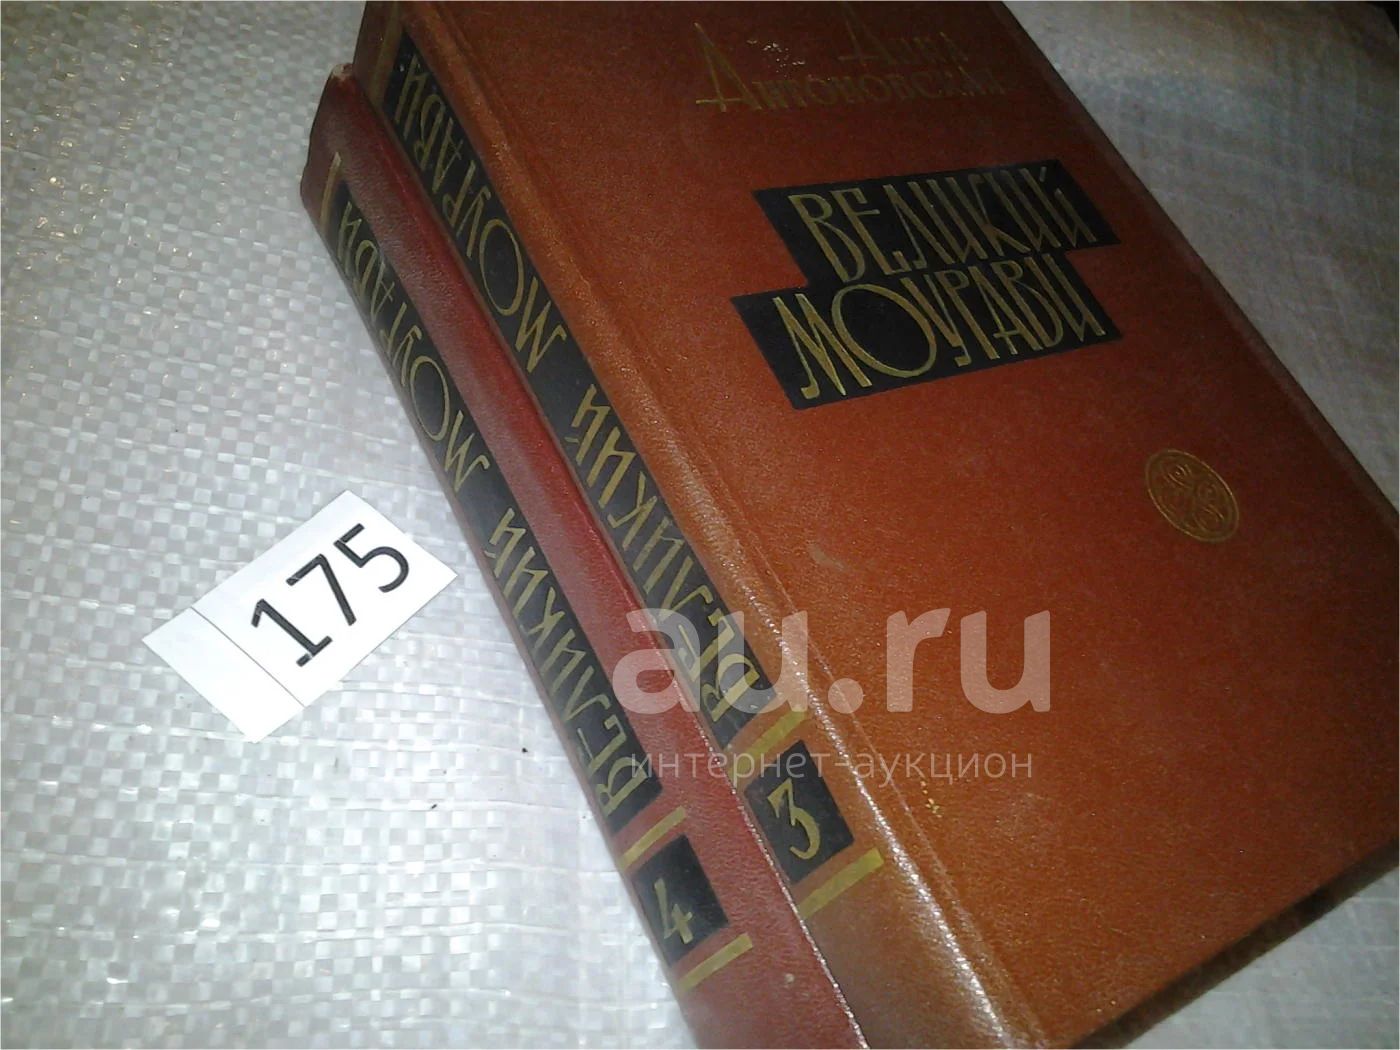 Анна
Антоновская
ВЕЛИКИЙ
МОУРАВИ
ВЕЛИКИЙ МОУРАВИ
3
ВЕЛИКИЙ МОУРАВИ
4
175
au.ru
интернет-аукцион